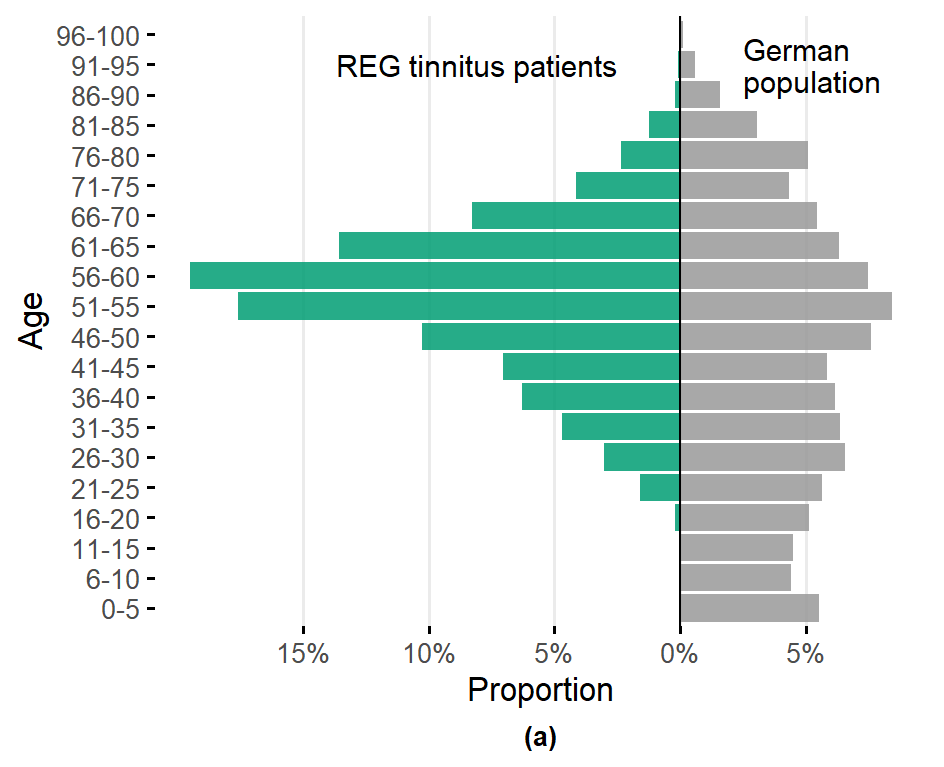 REG tinnitus patients
German
population
Age
96-100
91-95
86-90
81-85
76-80
71-75
66-70
61-65
56-60
51-55
46-50
41-45
36-40
31-35
26-30
21-25
16-20
11-15
6-10
0-5
15% 10% 5% 0% 5%
Proportion
(a)